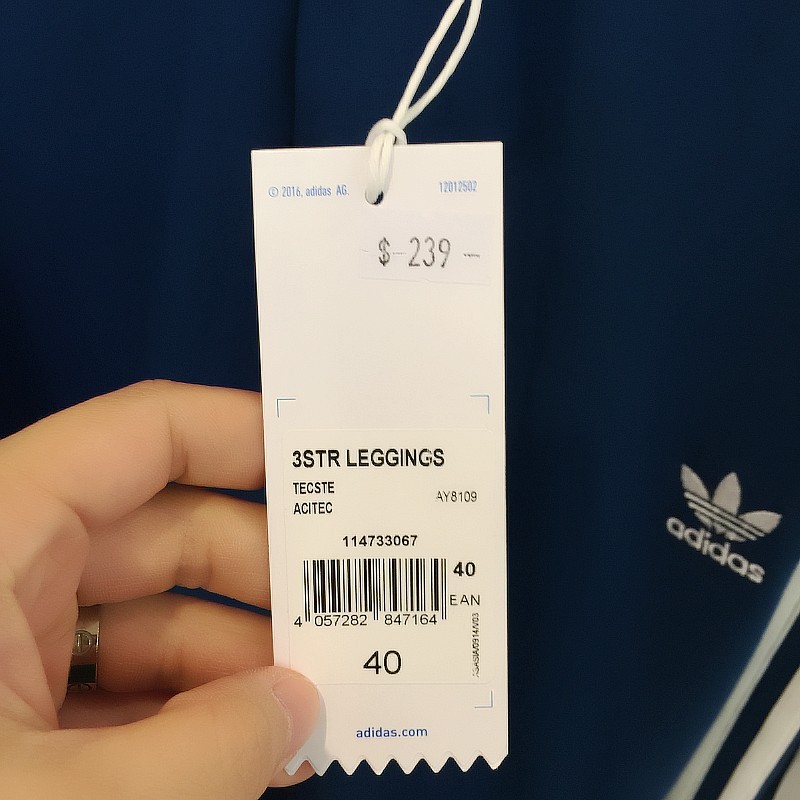 © 2016, adidas AG.
12012502
$ 239 —
3STR LEGGINGS
TECSTE
ACITEC
AY8109
114733067
40
EAN
4 057282 847164
40
adidas.com
adidas